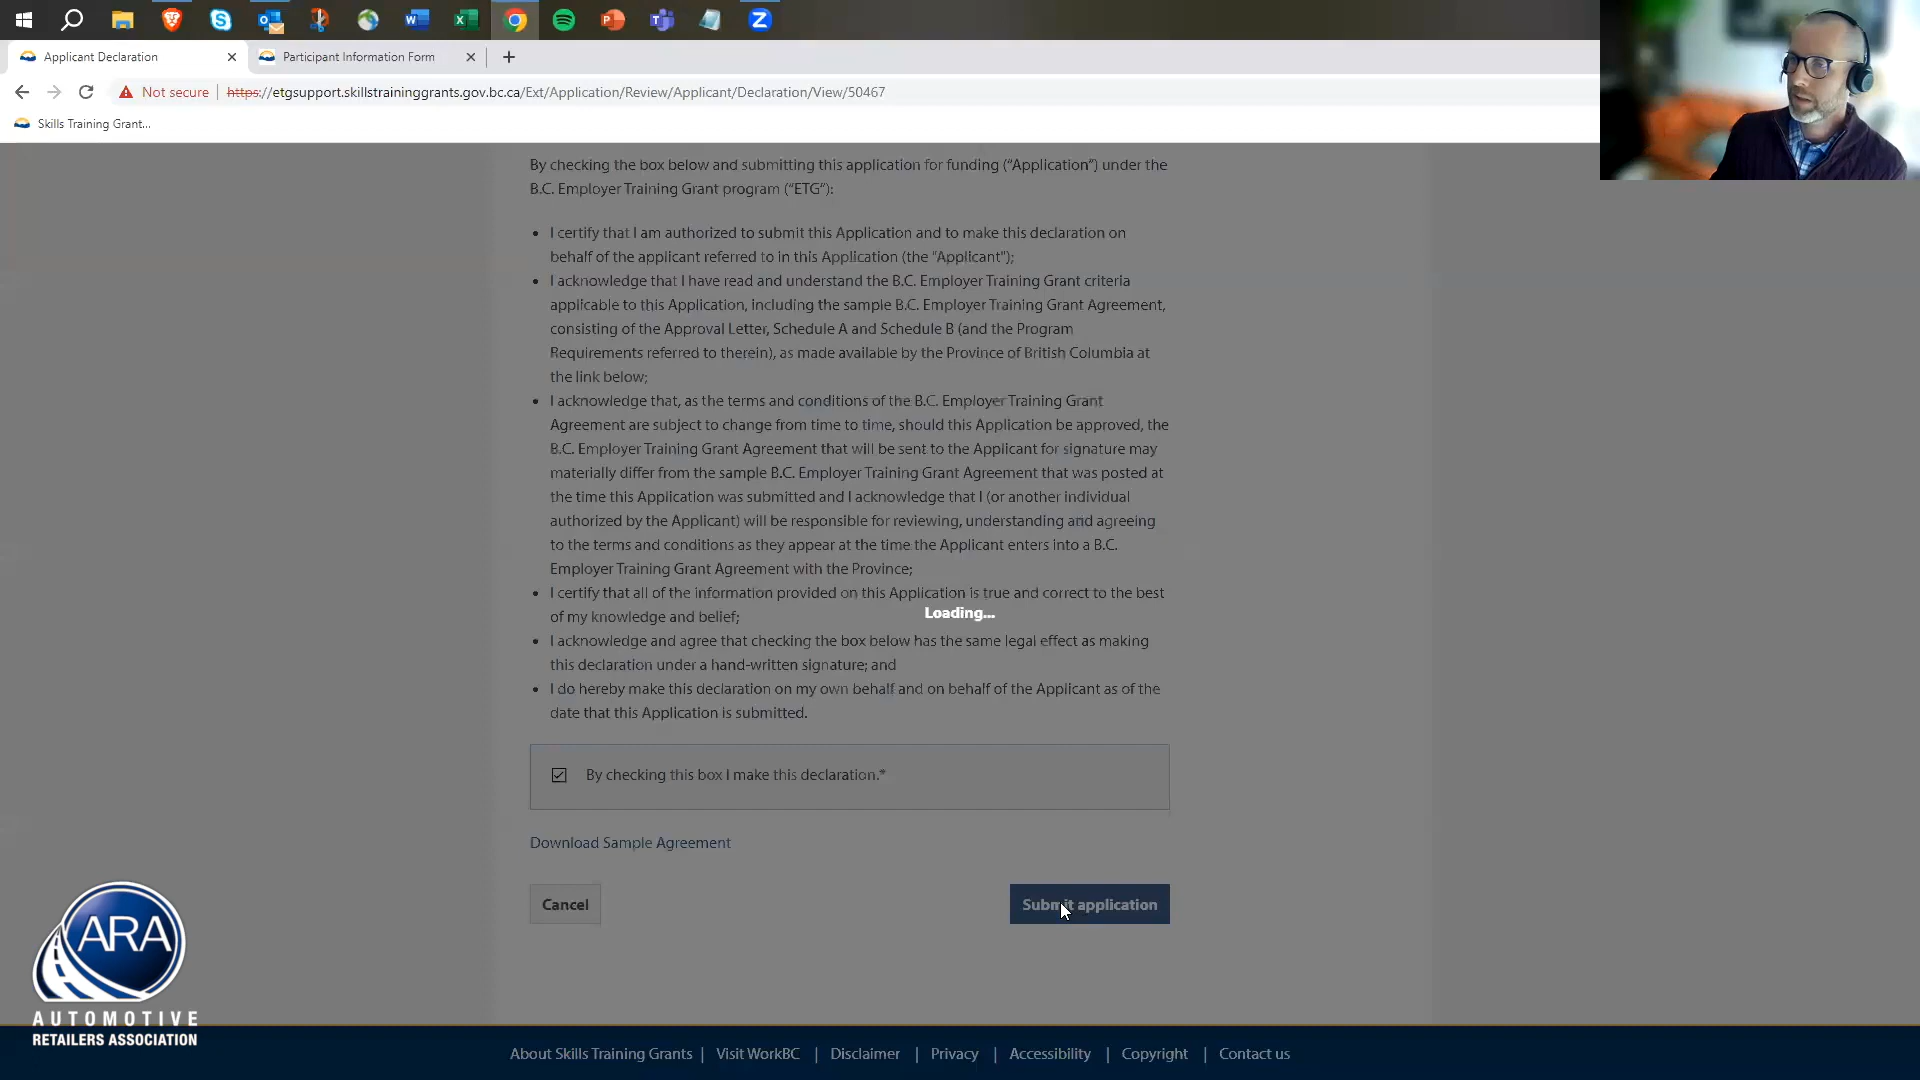 Applicant Declaration
Participant Information Form
Not secure
https://etgsupport.skillstraininggrants.gov.bc.ca/Ext/Application/Review/Applicant/Declaration/View/50467
Skills Training Grant...
By checking the box below and submitting this application for funding (“Application”) under the
B.C. Employer Training Grant program (“ETG”):
• I certify that I am authorized to submit this Application and to make this declaration on
behalf of the applicant referred to in this Application (the "Applicant");
• I acknowledge that I have read and understand the B.C. Employer Training Grant criteria
applicable to this Application, including the sample B.C. Employer Training Grant Agreement,
consisting of the Approval Letter, Schedule A and Schedule B (and the Program
Requirements referred to therein), as made available by the Province of British Columbia at
the link below;
• I acknowledge that, as the terms and conditions of the B.C. Employer Training Grant
Agreement are subject to change from time to time, should this Application be approved, the
B.C. Employer Training Grant Agreement that will be sent to the Applicant for signature may
materially differ from the sample B.C. Employer Training Grant Agreement that was posted at
the time this Application was submitted and I acknowledge that I (or another individual
authorized by the Applicant) will be responsible for reviewing, understanding and agreeing
to the terms and conditions as they appear at the time the Applicant enters into a B.C.
Employer Training Grant Agreement with the Province;
• I certify that all of the information provided on this Application is true and correct to the best
of my knowledge and belief;
Loading...
• I acknowledge and agree that checking the box below has the same legal effect as making
this declaration under a hand-written signature; and
• I do hereby make this declaration on my own behalf and on behalf of the Applicant as of the
date that this Application is submitted.
By checking this box I make this declaration.*
Download Sample Agreement
Cancel
Submit application
ARA
AUTOMOTIVE
RETAILERS ASSOCIATION
About Skills Training Grants | Visit WorkBC | Disclaimer | Privacy | Accessibility | Copyright | Contact us